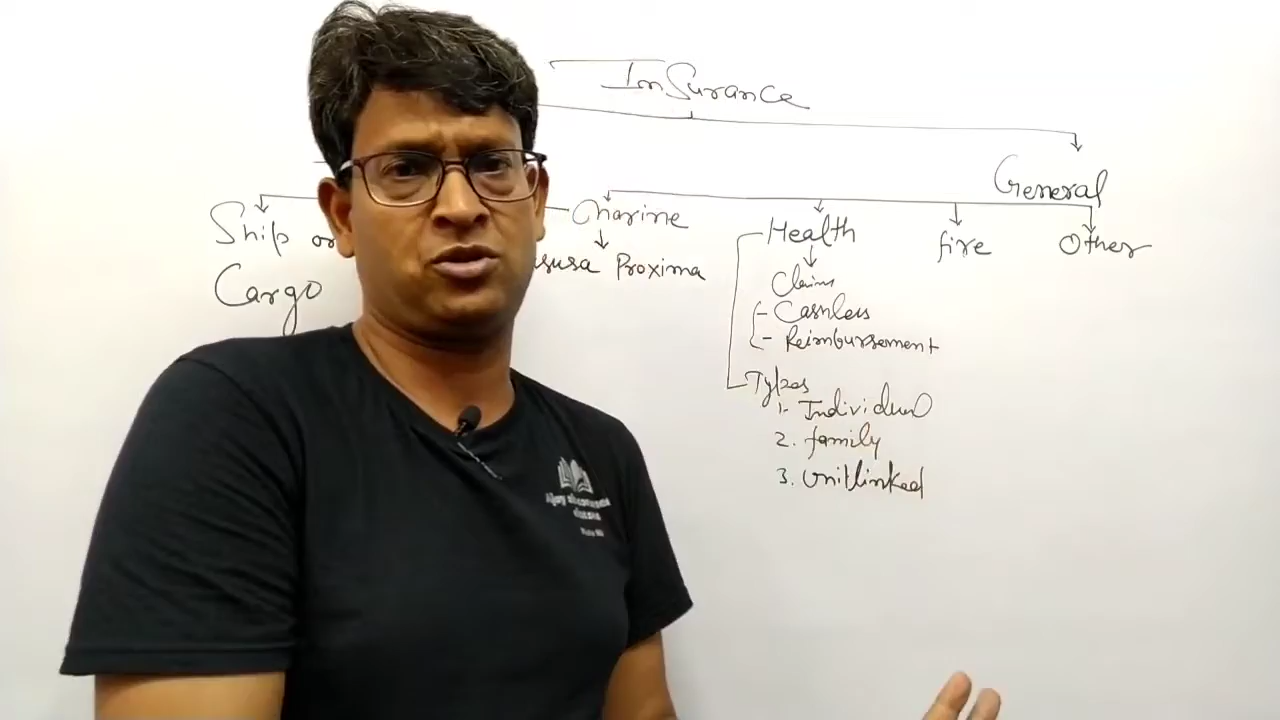 Insurance
General
Ship or
Cargo
Marine
Health
fire
Other
Proxima
Claims
- Cashless
- Reimbursement
Types
1. Individual
2. family
3. Unitlinked